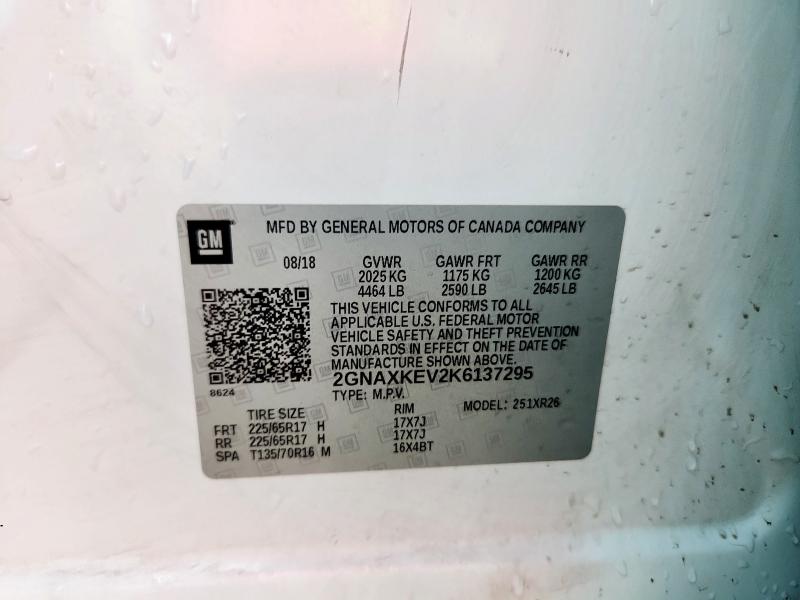 GM
MFD BY GENERAL MOTORS OF CANADA COMPANY
08/18 GVWR GAWR FRT GAWR RR
2025 KG 1175 KG 1200 KG
4464 LB 2590 LB 2645 LB
THIS VEHICLE CONFORMS TO ALL
APPLICABLE U.S. FEDERAL MOTOR
VEHICLE SAFETY AND THEFT PREVENTION
STANDARDS IN EFFECT ON THE DATE OF
MANUFACTURE SHOWN ABOVE.
8624
2GNAXKEV2K6137295
TYPE: M.P.V. MODEL: 251XR26
TIRE SIZE RIM
FRT 225/65R17 H 17X7J
RR 225/65R17 H 17X7J
SPA T135/70R16 M 16X4BT